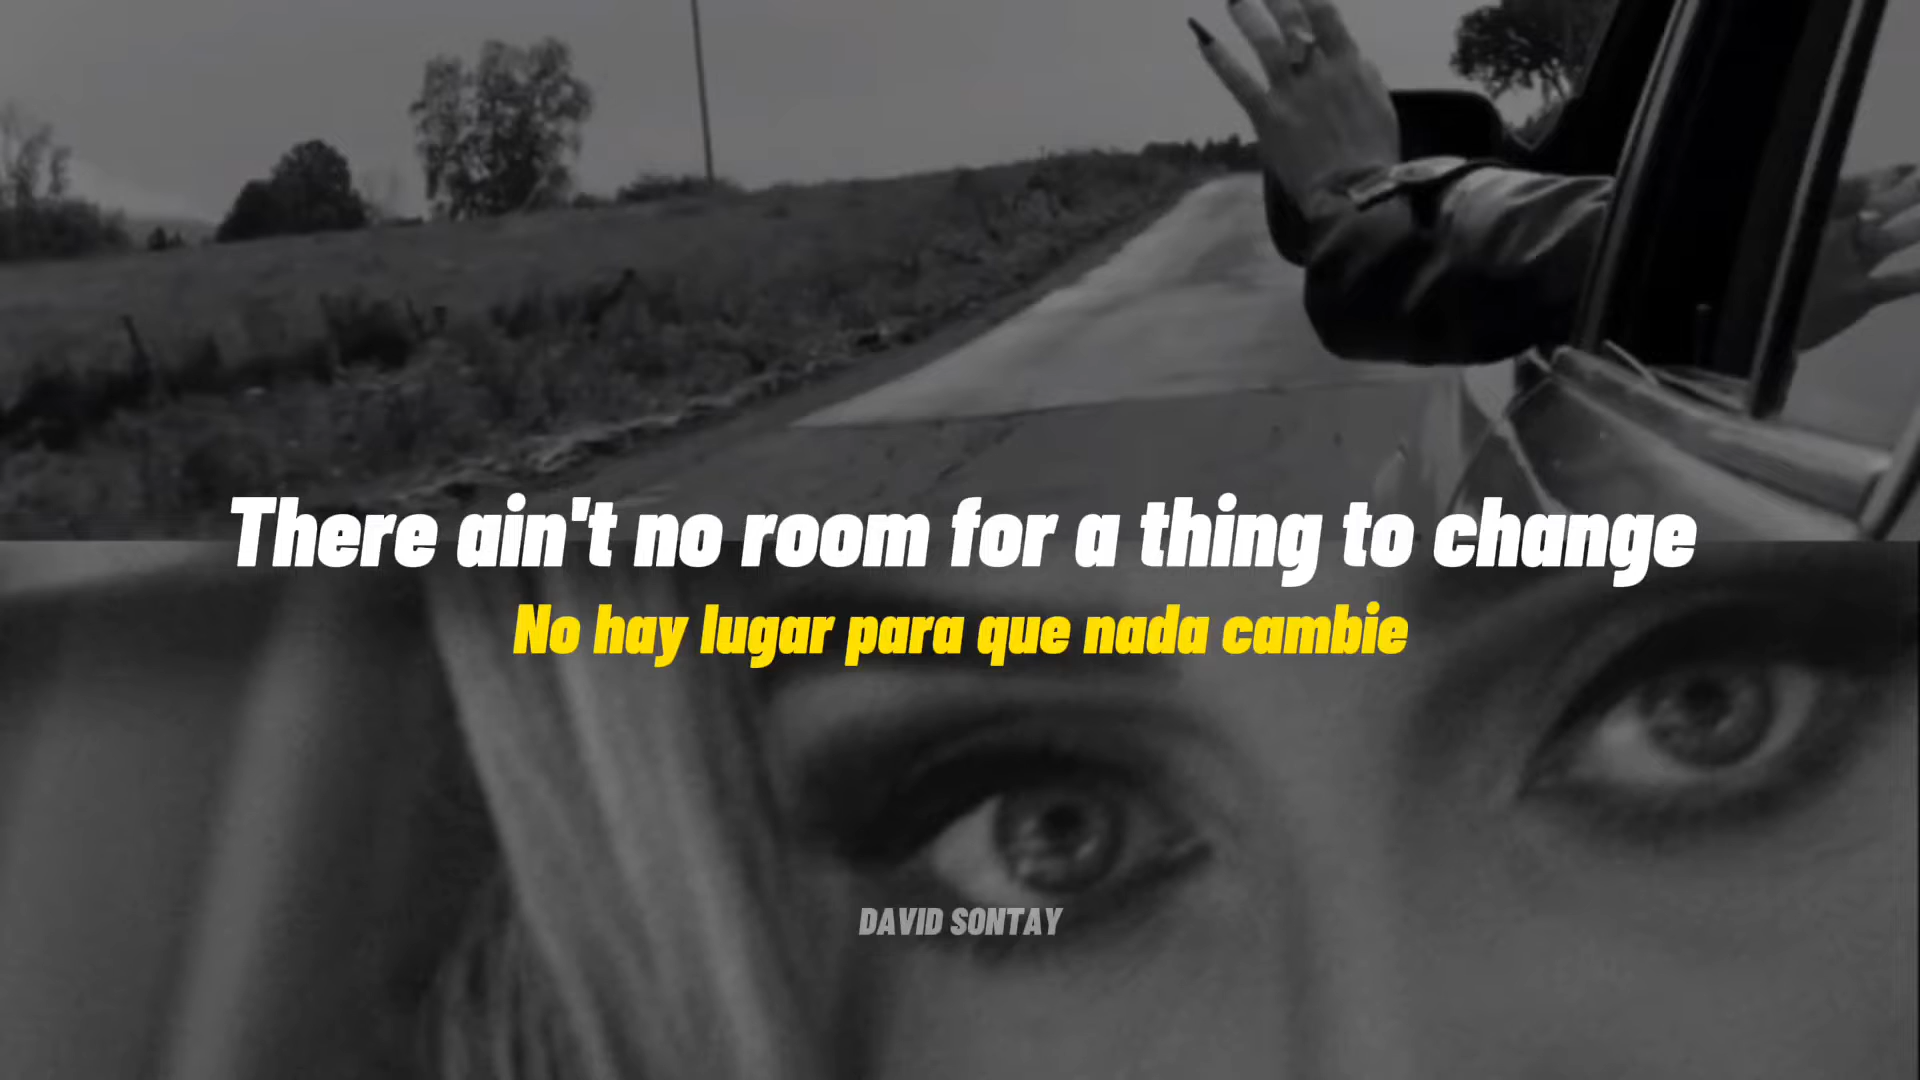 There ain't no room for a thing to change
No hay lugar para que nada cambie
DAVID SONTAY